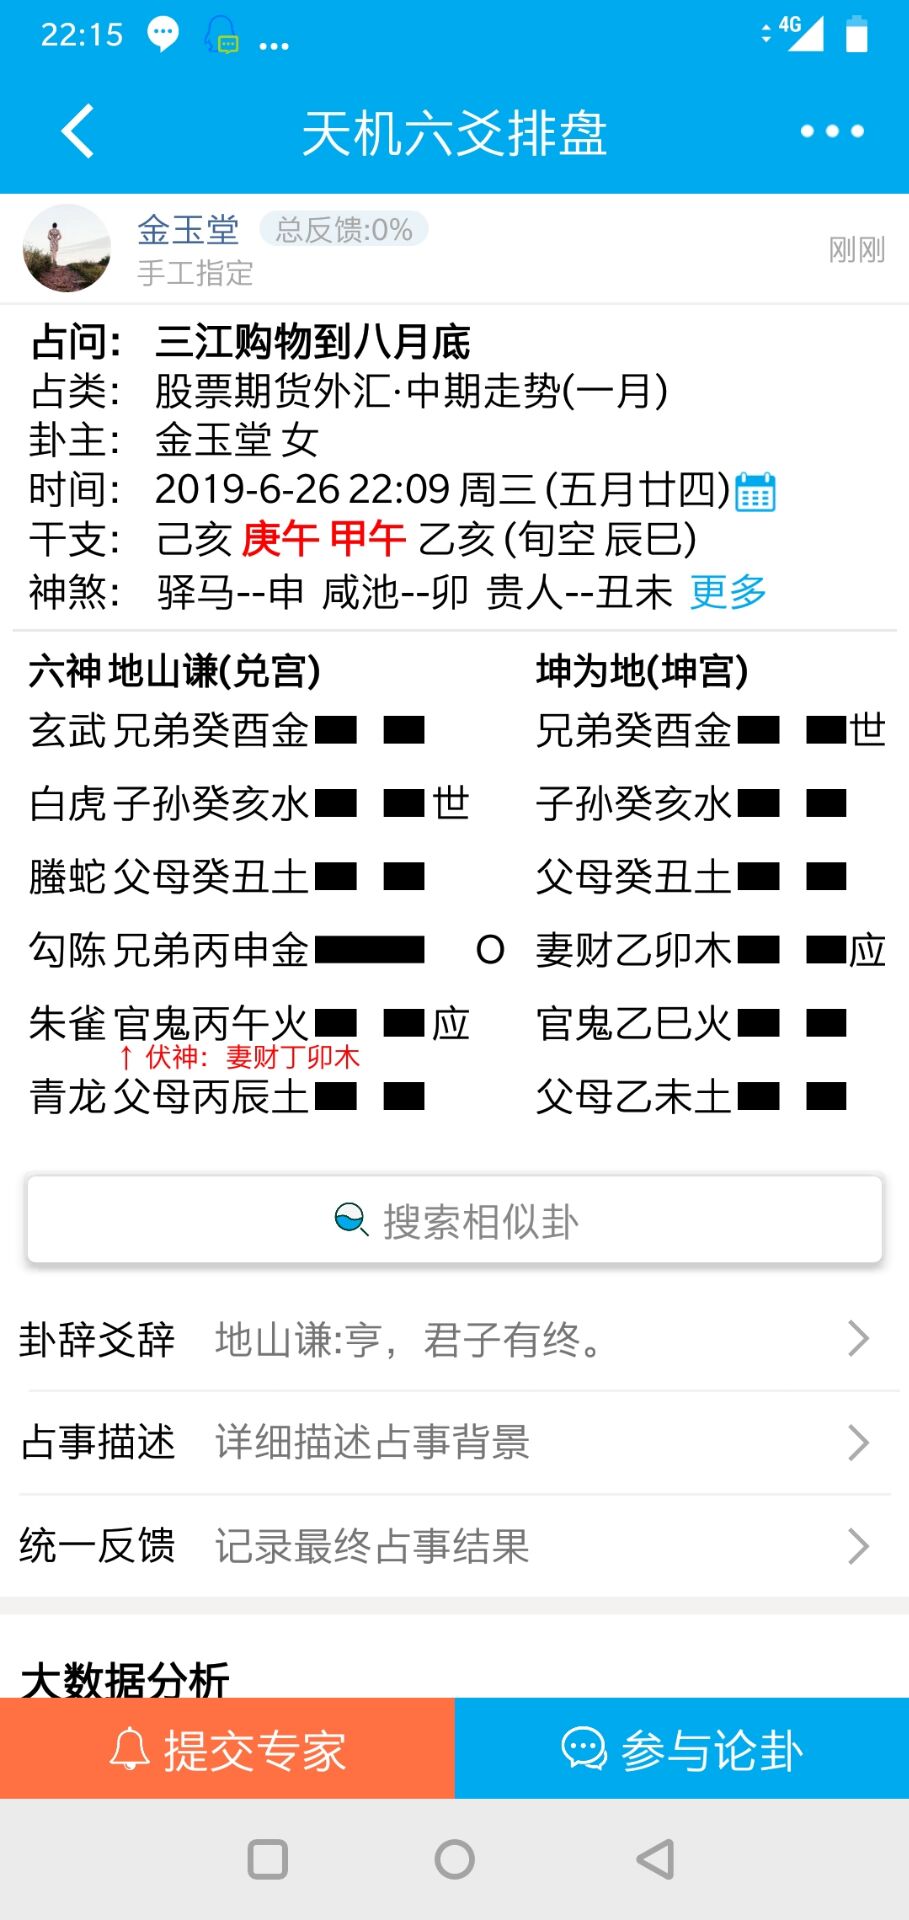 22:15
4G
天机六爻排盘
金玉堂 总反馈:0%
刚刚
手工指定
占问： 三江购物到八月底
占类： 股票期货外汇·中期走势(一月)
卦主： 金玉堂 女
时间： 2019-6-26 22:09 周三 (五月廿四)
干支： 己亥 庚午 甲午 乙亥 (旬空 辰巳)
神煞： 驿马--申 咸池--卯 贵人--丑未 更多
六神 地山谦(兑宫) 坤为地(坤宫)
玄武 兄弟癸酉金 兄弟癸酉金 世
白虎 子孙癸亥水 世 子孙癸亥水
螣蛇 父母癸丑土 父母癸丑土
勾陈 兄弟丙申金 O 妻财乙卯木 应
朱雀 官鬼丙午火 应 官鬼乙巳火
↑ 伏神：妻财丁卯木
青龙 父母丙辰土 父母乙未土
搜索相似卦
卦辞爻辞 地山谦:亨，君子有终。
占事描述 详细描述占事背景
统一反馈 记录最终占事结果
大数据分析
提交专家 参与论卦